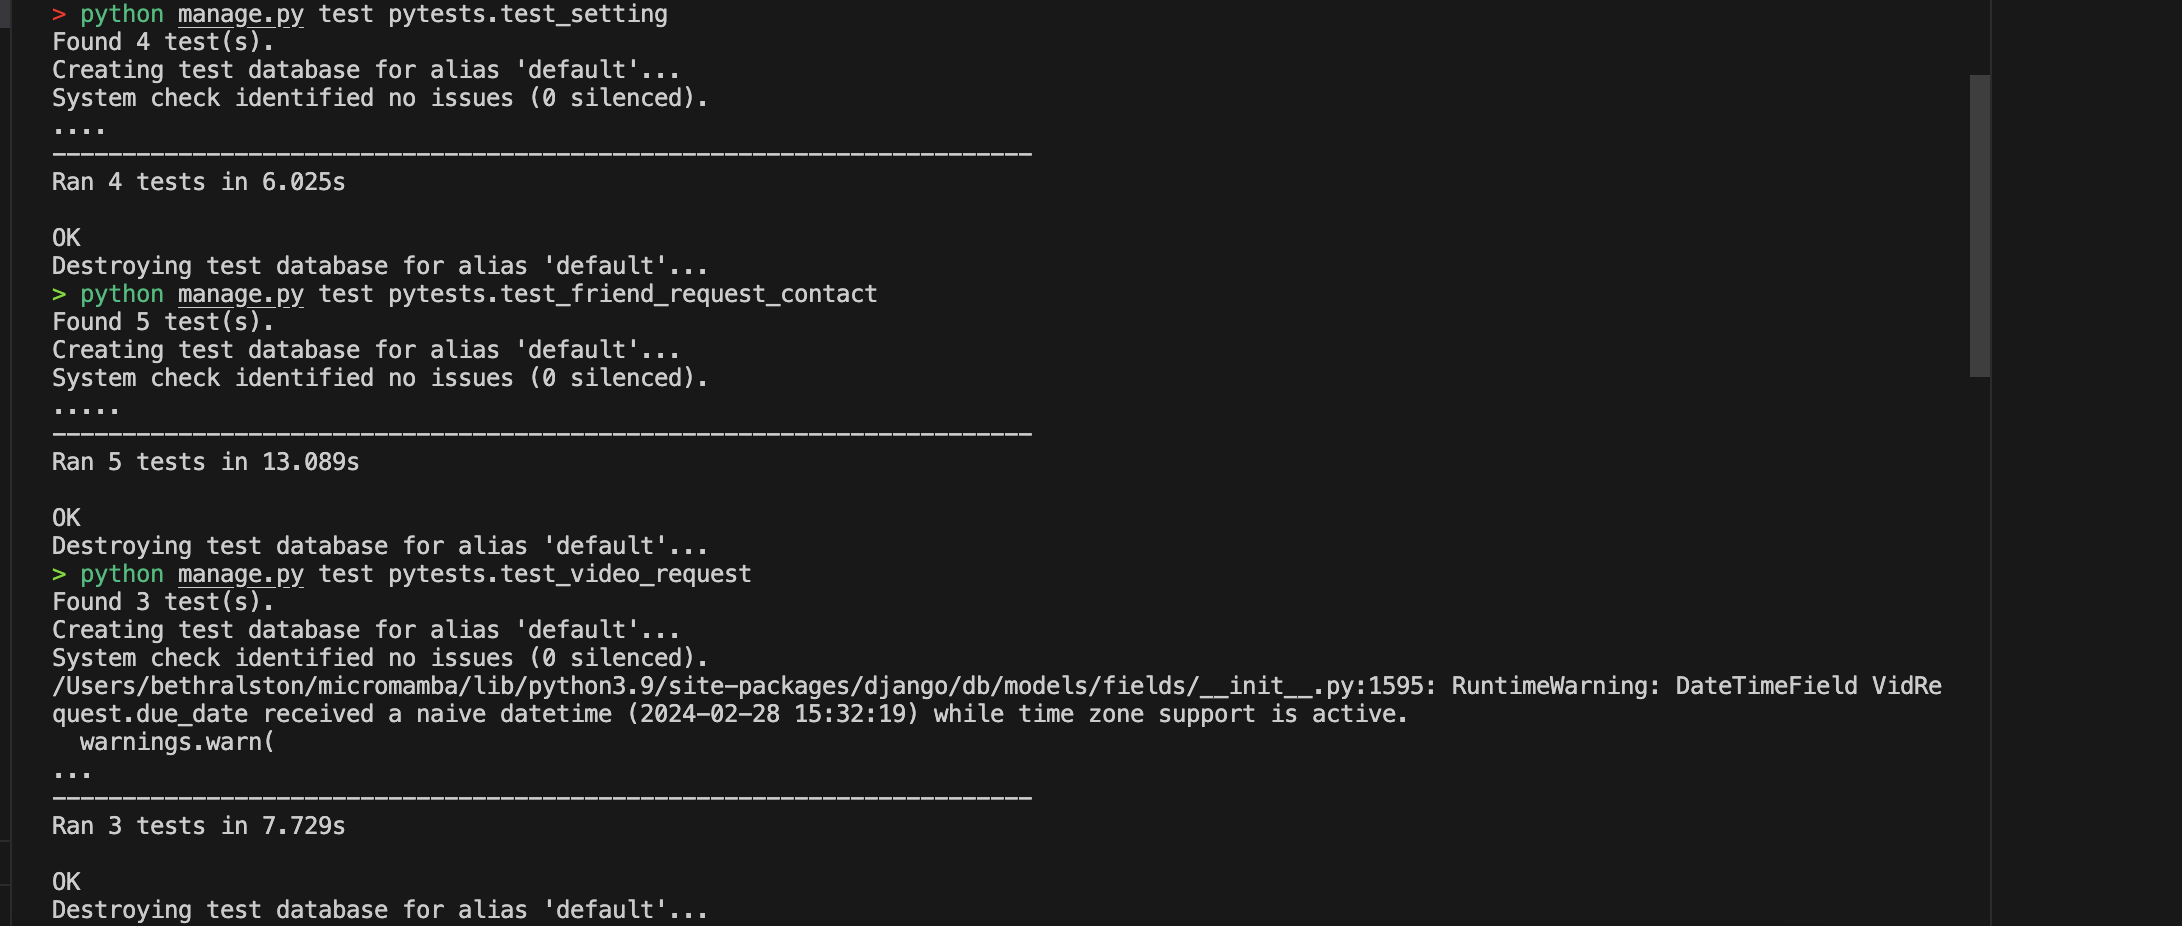 > python manage.py test pytests.test_setting
Found 4 test(s).
Creating test database for alias 'default'...
System check identified no issues (0 silenced).
....
----------------------------------------------------------------------
Ran 4 tests in 6.025s

OK
Destroying test database for alias 'default'...
> python manage.py test pytests.test_friend_request_contact
Found 5 test(s).
Creating test database for alias 'default'...
System check identified no issues (0 silenced).
.....
----------------------------------------------------------------------
Ran 5 tests in 13.089s

OK
Destroying test database for alias 'default'...
> python manage.py test pytests.test_video_request
Found 3 test(s).
Creating test database for alias 'default'...
System check identified no issues (0 silenced).
/Users/bethralston/micromamba/lib/python3.9/site-packages/django/db/models/fields/__init__.py:1595: RuntimeWarning: DateTimeField VidRe
quest.due_date received a naive datetime (2024-02-28 15:32:19) while time zone support is active.
  warnings.warn(
...
----------------------------------------------------------------------
Ran 3 tests in 7.729s

OK
Destroying test database for alias 'default'...